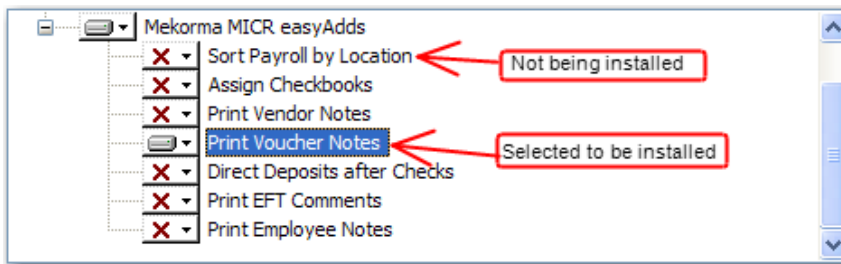 Mekorma MICR easyAdds
Sort Payroll by Location
Not being installed
Assign Checkbooks
Print Vendor Notes
Print Voucher Notes
Selected to be installed
Direct Deposits after Checks
Print EFT Comments
Print Employee Notes